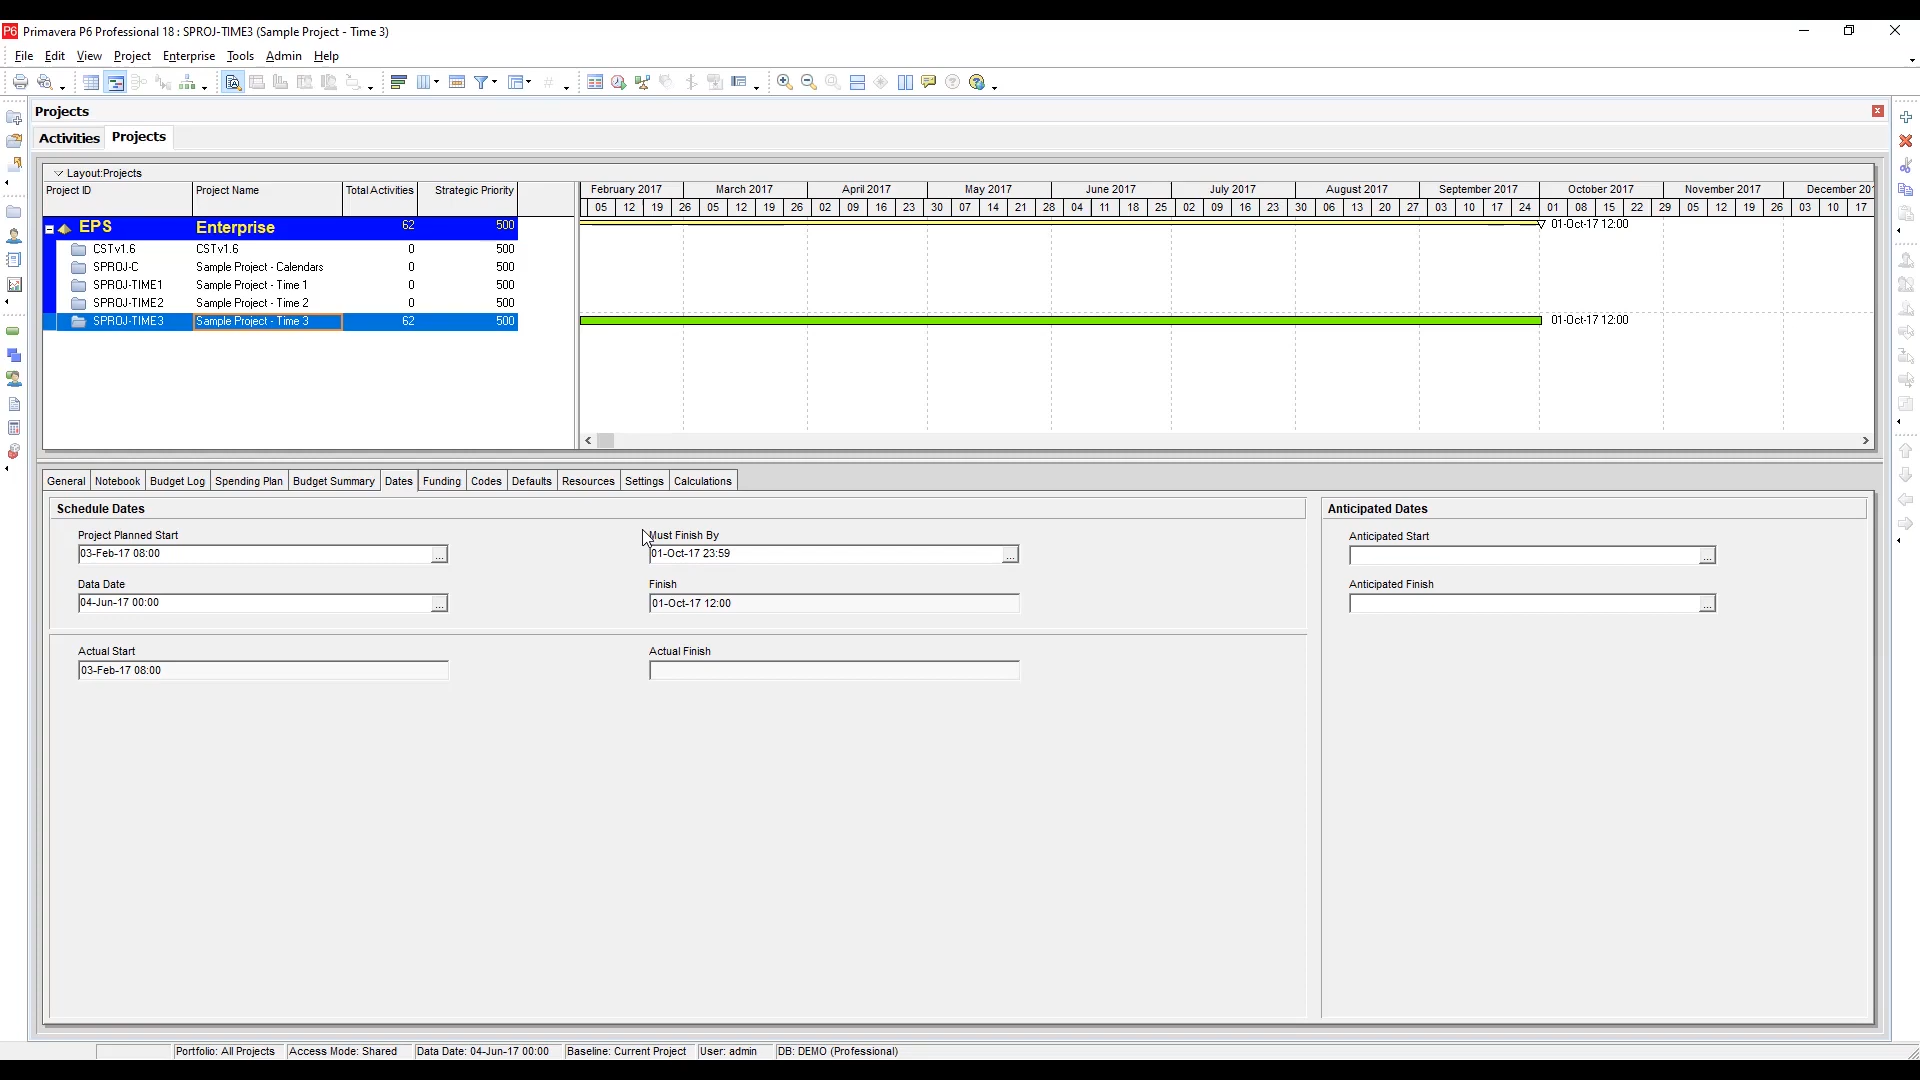 Primavera P6 Professional 18 : SPROJ-TIME3 (Sample Project - Time 3)
File Edit View Project Enterprise Tools Admin Help
Projects
Activities Projects
Layout:Projects
Project ID Project Name Total Activities Strategic Priority February 2017 March 2017 April 2017 May 2017 June 2017 July 2017 August 2017 September 2017 October 2017 November 2017 December 20
05 12 19 26 05 12 19 26 02 09 16 23 30 07 14 21 28 04 11 18 25 02 09 16 23 30 06 13 20 27 03 10 17 24 01 08 15 22 29 05 12 19 26 03 10 17
EPS Enterprise 62 500 01-Oct-17 12:00
CSTv1.6 CSTv1.6 0 500
SPROJ-C Sample Project - Calendars 0 500
SPROJ-TIME1 Sample Project - Time 1 0 500
SPROJ-TIME2 Sample Project - Time 2 0 500
SPROJ-TIME3 Sample Project - Time 3 62 500 01-Oct-17 12:00
General Notebook Budget Log Spending Plan Budget Summary Dates Funding Codes Defaults Resources Settings Calculations
Schedule Dates Anticipated Dates
Project Planned Start Must Finish By Anticipated Start
03-Feb-17 08:00 ... 01-Oct-17 23:59 ... ...
Data Date Finish Anticipated Finish
04-Jun-17 00:00 ... 01-Oct-17 12:00 ...
Actual Start Actual Finish
03-Feb-17 08:00
Portfolio: All Projects Access Mode: Shared Data Date: 04-Jun-17 00:00 Baseline: Current Project User: admin DB: DEMO (Professional)